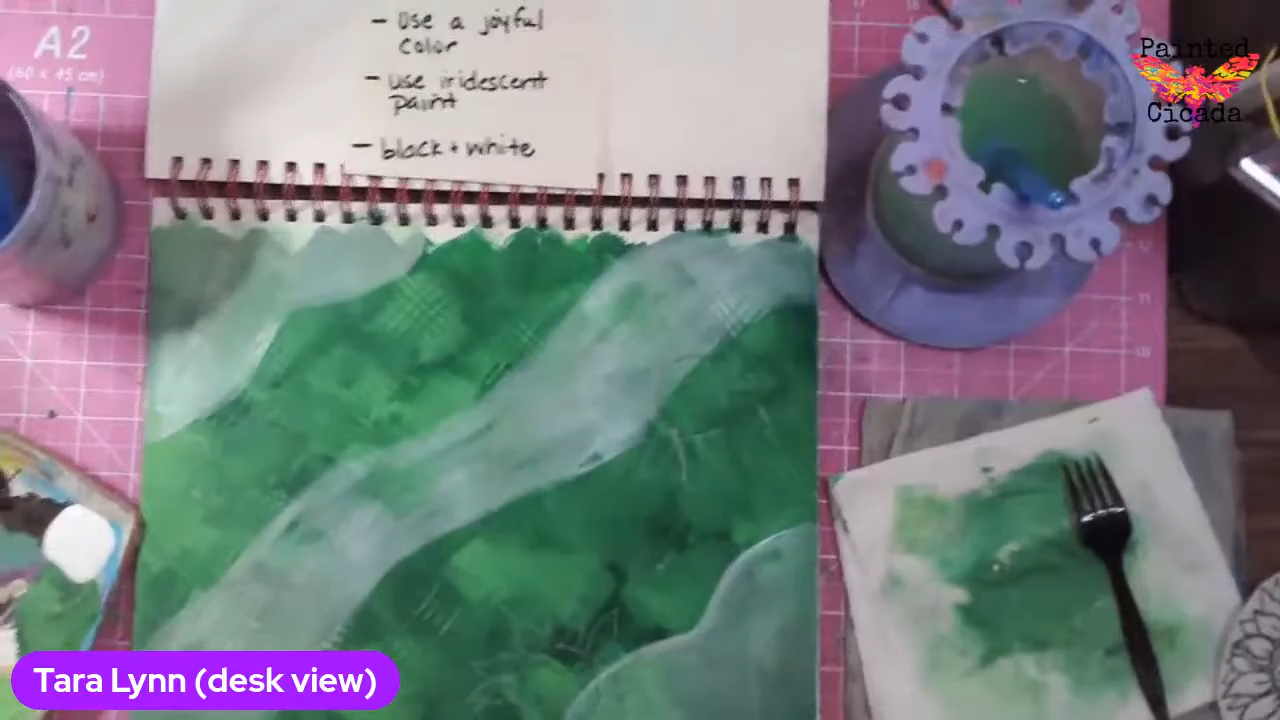 A2
(60 x 45 cm)
- Use a joyful
color
- use iridescent
paint
- black + white
Painted
Cicada
Tara Lynn (desk view)